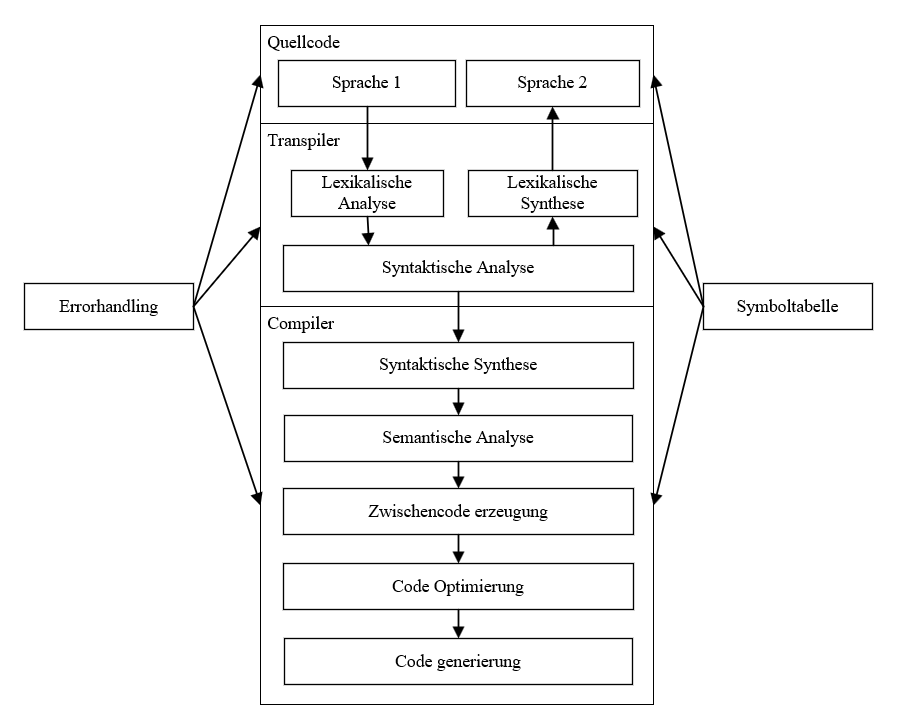 Quellcode
Sprache 1
Sprache 2
Transpiler
Lexikalische
Analyse
Lexikalische
Synthese
Syntaktische Analyse
Errorhandling
Symboltabelle
Compiler
Syntaktische Synthese
Semantische Analyse
Zwischencode erzeugung
Code Optimierung
Code generierung